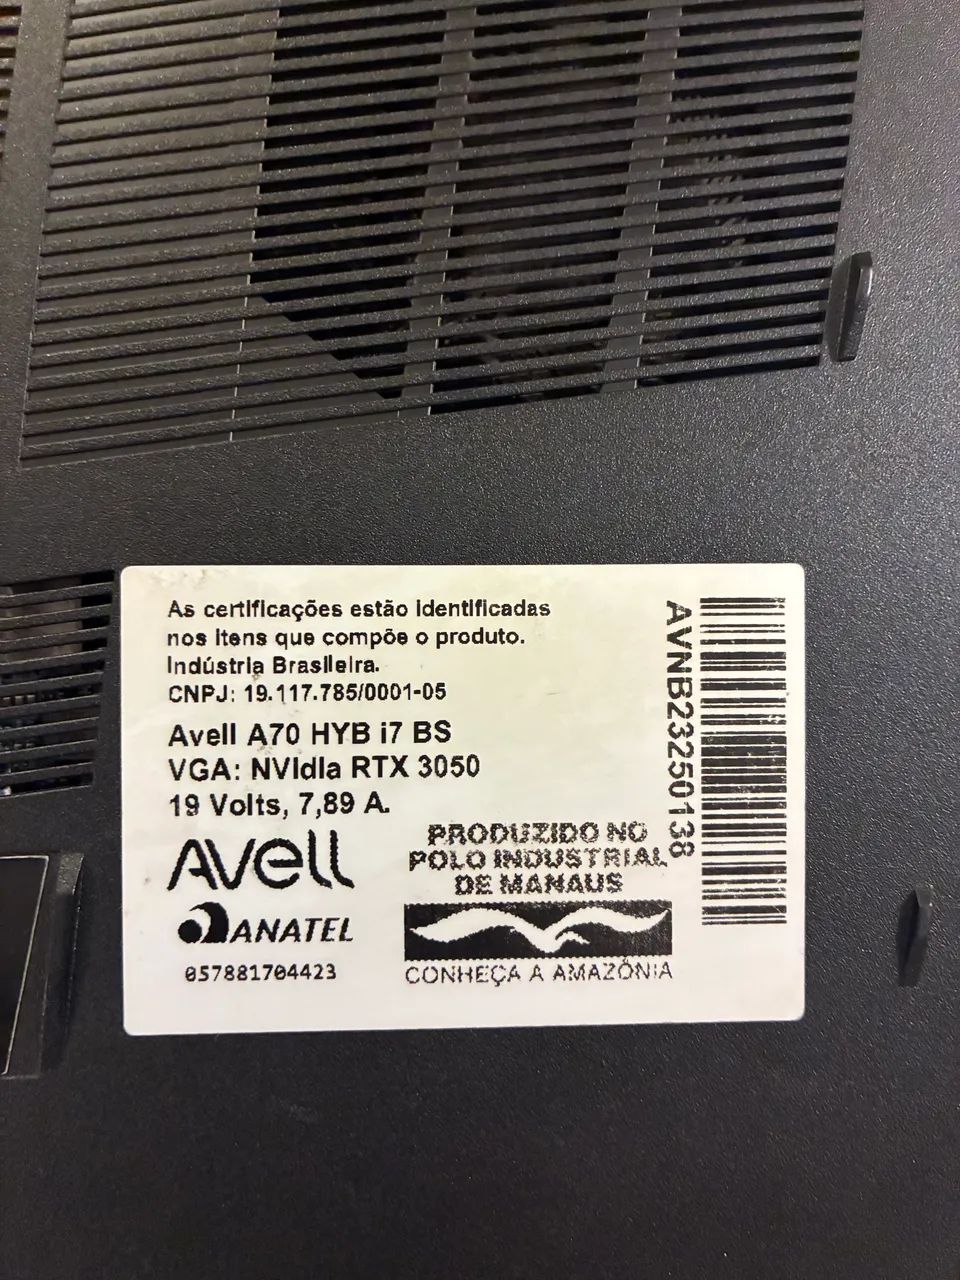 As certificações estão identificadas
nos itens que compõe o produto.
Indústria Brasileira.
CNPJ: 19.117.785/0001-05
Avell A70 HYB i7 BS
VGA: NVidia RTX 3050
19 Volts, 7,89 A.
Avell
ANATEL
057881704423
PRODUZIDO NO
POLO INDUSTRIAL
DE MANAUS
CONHEÇA A AMAZÔNIA
AVNB23250138